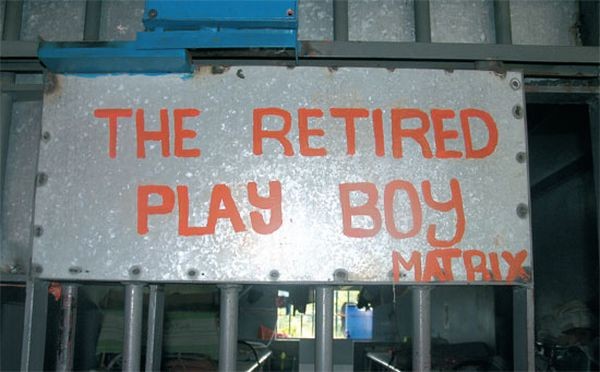 THE RETIRED
PLAY BOY
MATRIX